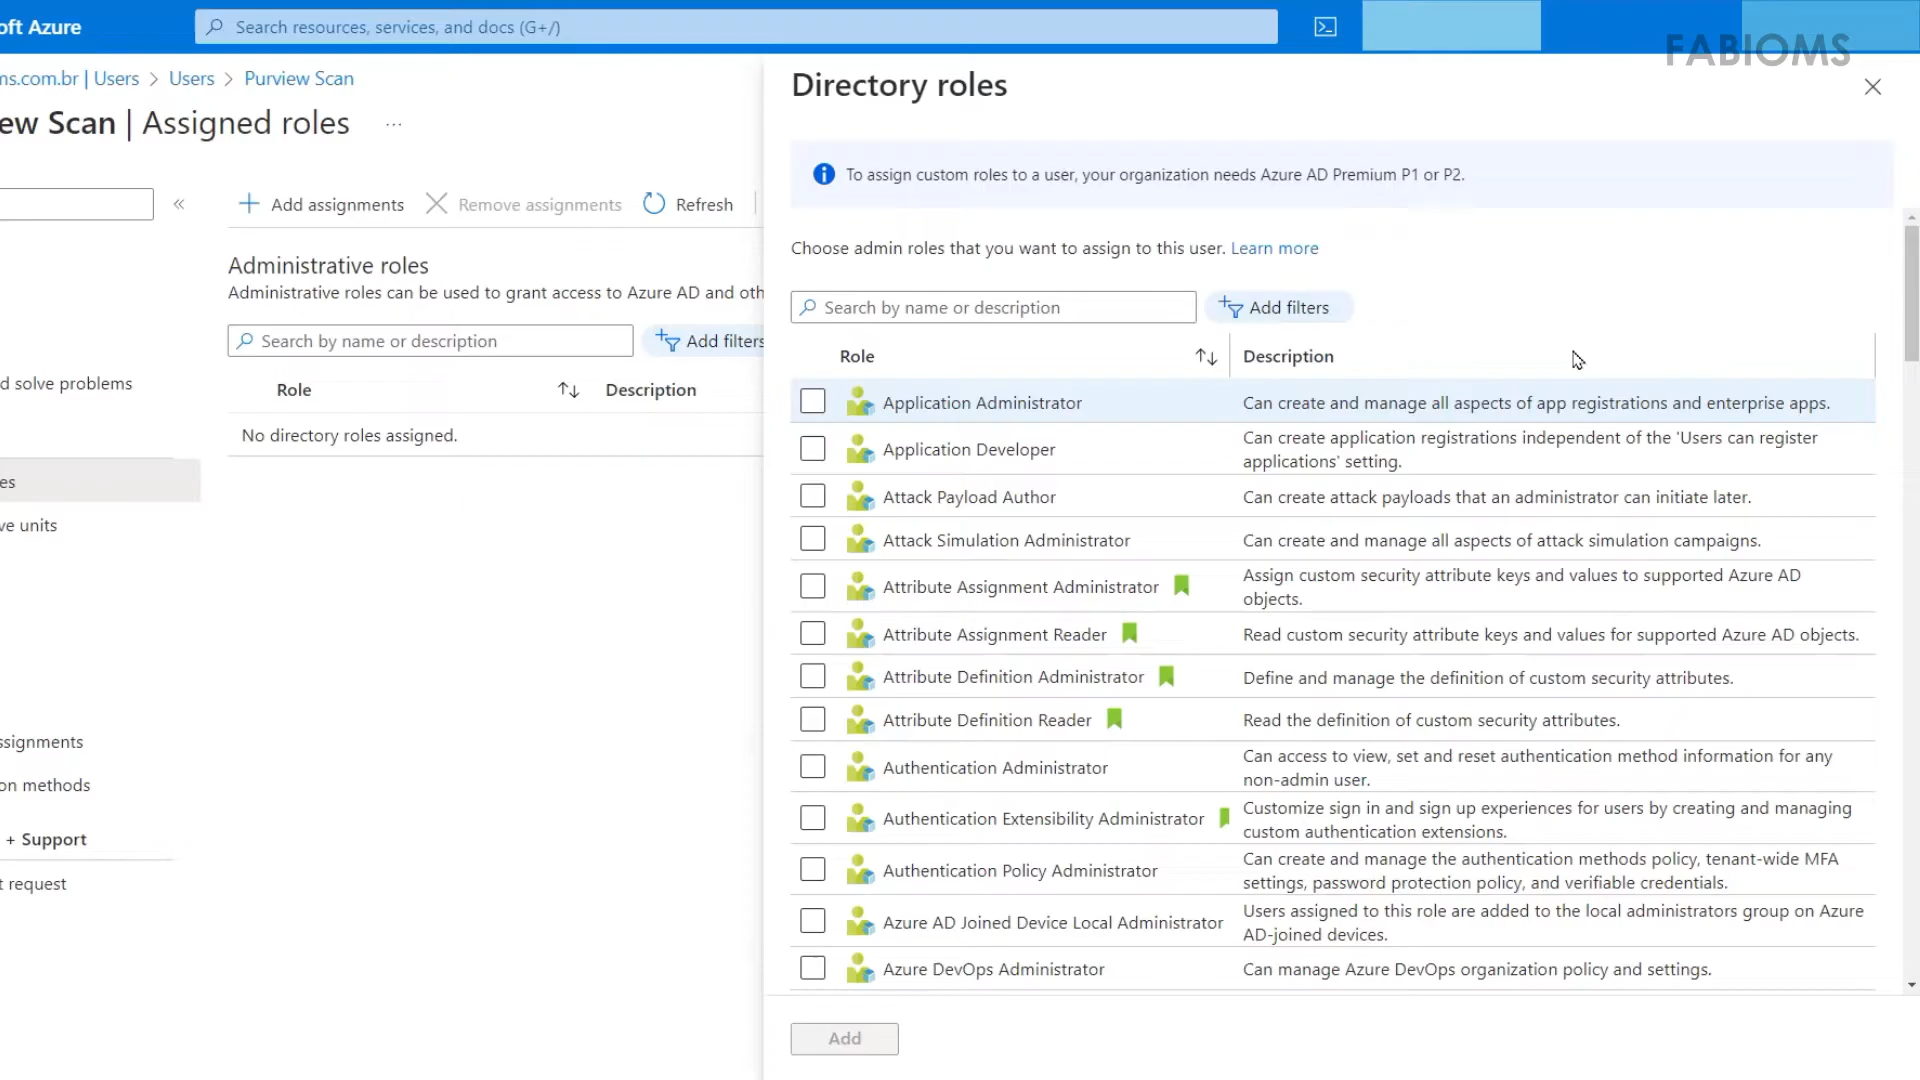 oft Azure
Search resources, services, and docs (G+/)
FABIOMS
ms.com.br | Users > Users > Purview Scan
ew Scan | Assigned roles ...
«
Add assignments
Remove assignments
Refresh
Administrative roles
Administrative roles can be used to grant access to Azure AD and oth
Search by name or description
Add filters
Role
Description
No directory roles assigned.
d solve problems
es
ve units
ssignments
on methods
+ Support
t request
Directory roles
To assign custom roles to a user, your organization needs Azure AD Premium P1 or P2.
Choose admin roles that you want to assign to this user. Learn more
Search by name or description
Add filters
Role
Description
Application Administrator
Can create and manage all aspects of app registrations and enterprise apps.
Application Developer
Can create application registrations independent of the 'Users can register
applications' setting.
Attack Payload Author
Can create attack payloads that an administrator can initiate later.
Attack Simulation Administrator
Can create and manage all aspects of attack simulation campaigns.
Attribute Assignment Administrator
Assign custom security attribute keys and values to supported Azure AD
objects.
Attribute Assignment Reader
Read custom security attribute keys and values for supported Azure AD objects.
Attribute Definition Administrator
Define and manage the definition of custom security attributes.
Attribute Definition Reader
Read the definition of custom security attributes.
Authentication Administrator
Can access to view, set and reset authentication method information for any
non-admin user.
Authentication Extensibility Administrator
Customize sign in and sign up experiences for users by creating and managing
custom authentication extensions.
Authentication Policy Administrator
Can create and manage the authentication methods policy, tenant-wide MFA
settings, password protection policy, and verifiable credentials.
Azure AD Joined Device Local Administrator
Users assigned to this role are added to the local administrators group on Azure
AD-joined devices.
Azure DevOps Administrator
Can manage Azure DevOps organization policy and settings.
Add